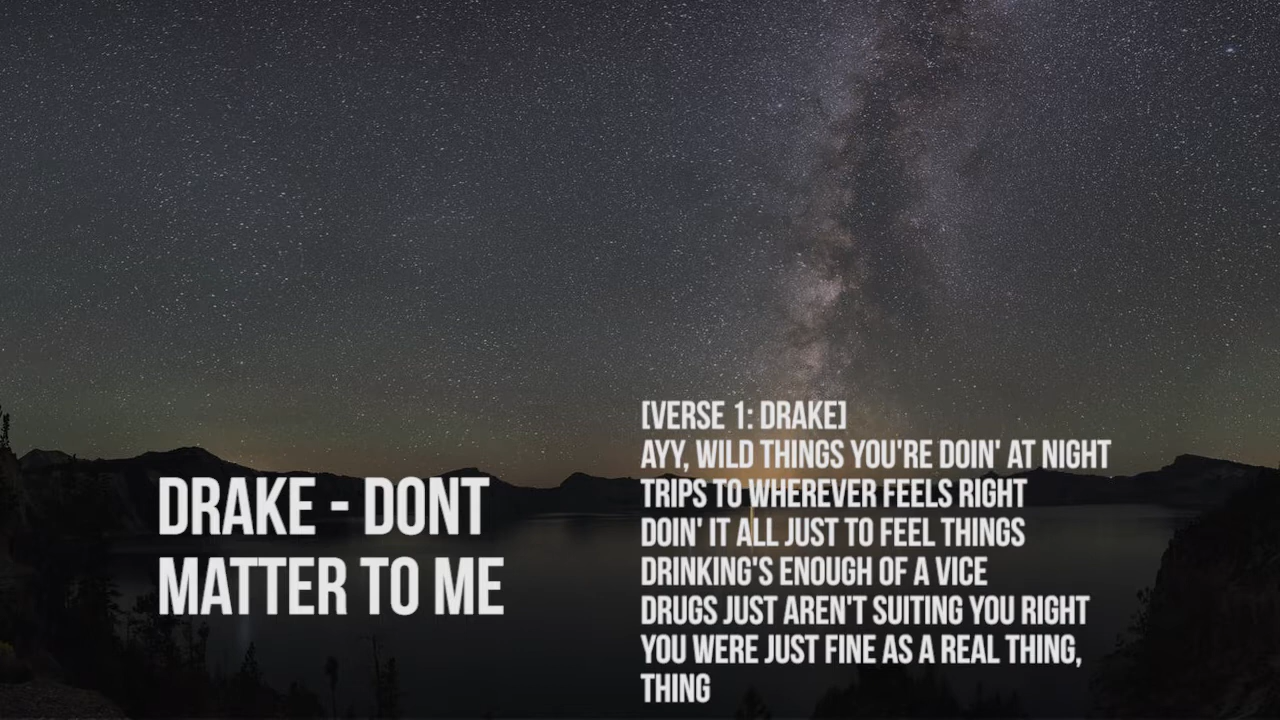 DRAKE - DONT
MATTER TO ME
[VERSE 1: DRAKE]
AYY, WILD THINGS YOU'RE DOIN' AT NIGHT
TRIPS TO WHEREVER FEELS RIGHT
DOIN' IT ALL JUST TO FEEL THINGS
DRINKING'S ENOUGH OF A VICE
DRUGS JUST AREN'T SUITING YOU RIGHT
YOU WERE JUST FINE AS A REAL THING,
THING